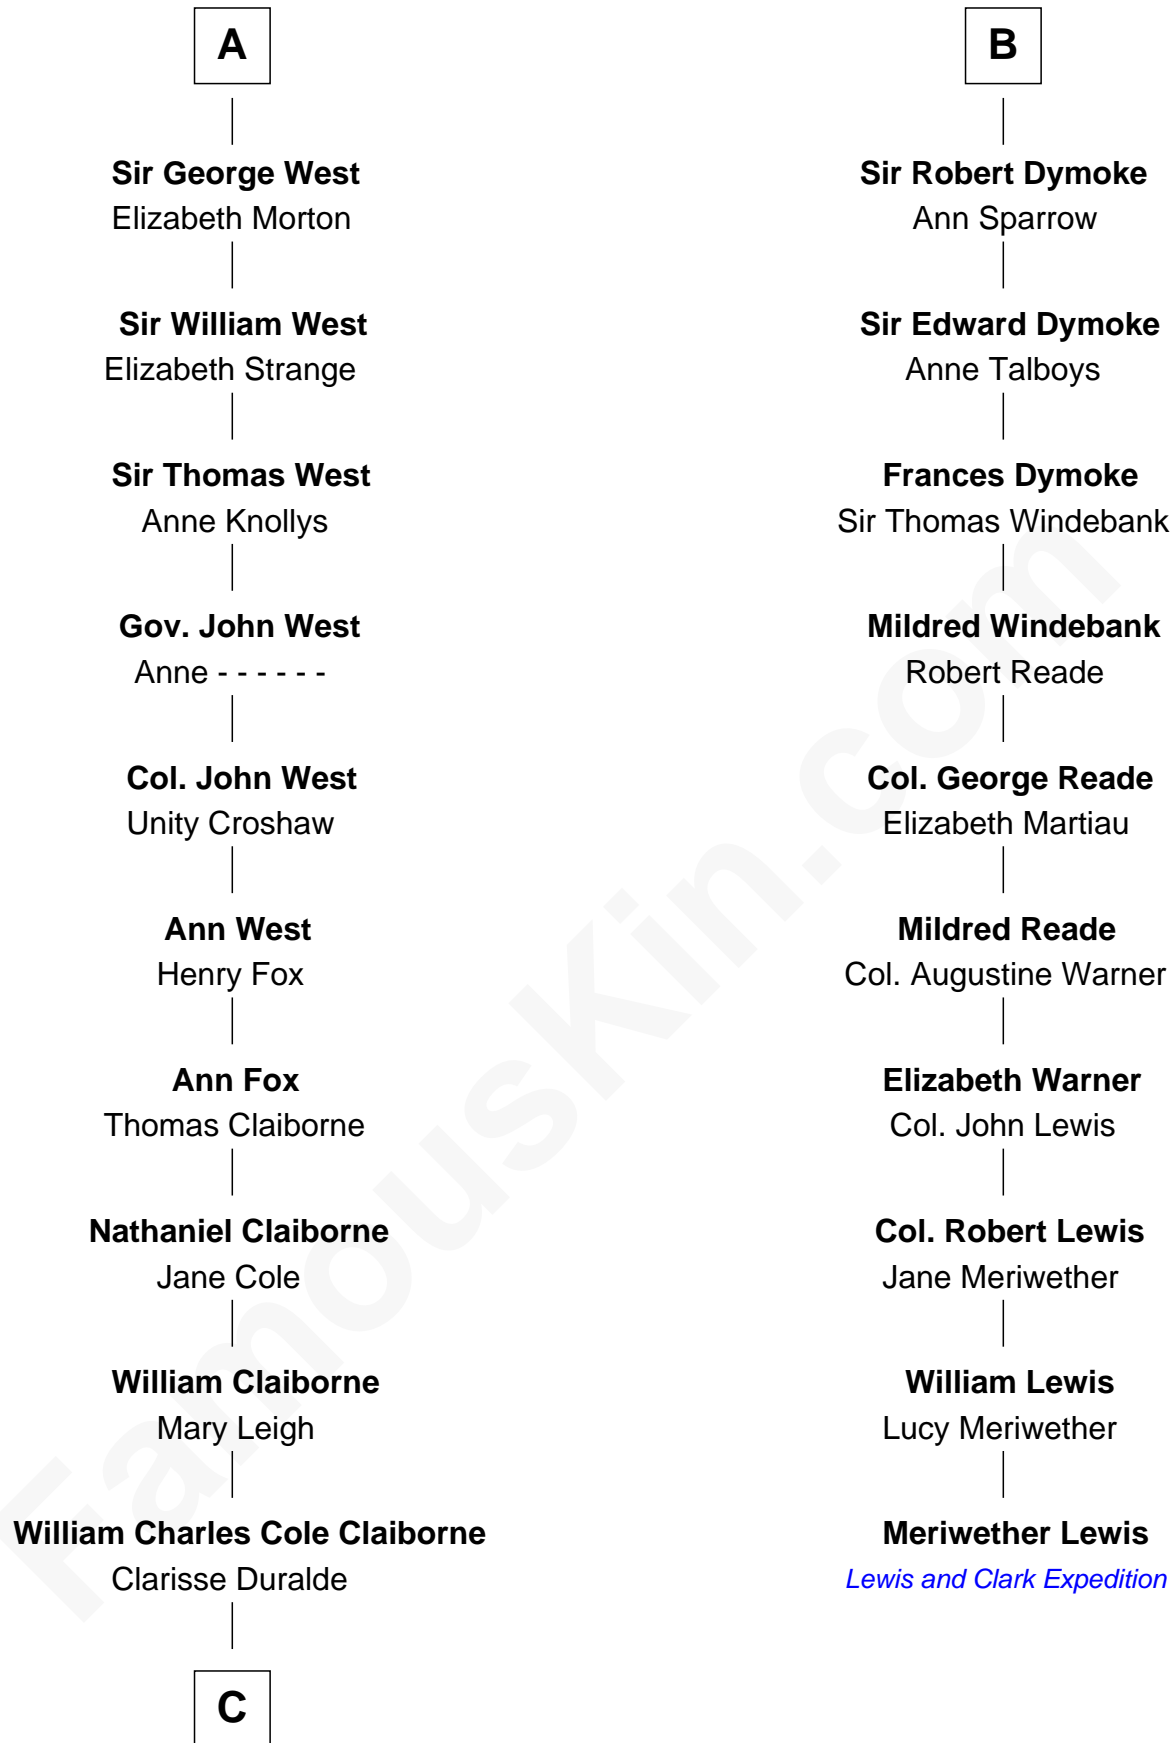 A
Sir George West
Elizabeth Morton
Sir William West
Elizabeth Strange
Sir Thomas West
Anne Knollys
Gov. John West
Anne - - - - - -
Col. John West
Unity Croshaw
Ann West
Henry Fox
Ann Fox
Thomas Claiborne
Nathaniel Claiborne
Jane Cole
William Claiborne
Mary Leigh
William Charles Cole Claiborne
Clarisse Duralde
C
B
Sir Robert Dymoke
Ann Sparrow
Sir Edward Dymoke
Anne Talboys
Frances Dymoke
Sir Thomas Windebank
Mildred Windebank
Robert Reade
Col. George Reade
Elizabeth Martiau
Mildred Reade
Col. Augustine Warner
Elizabeth Warner
Col. John Lewis
Col. Robert Lewis
Jane Meriwether
William Lewis
Lucy Meriwether
Meriwether Lewis
Lewis and Clark Expedition
FamousKin.com